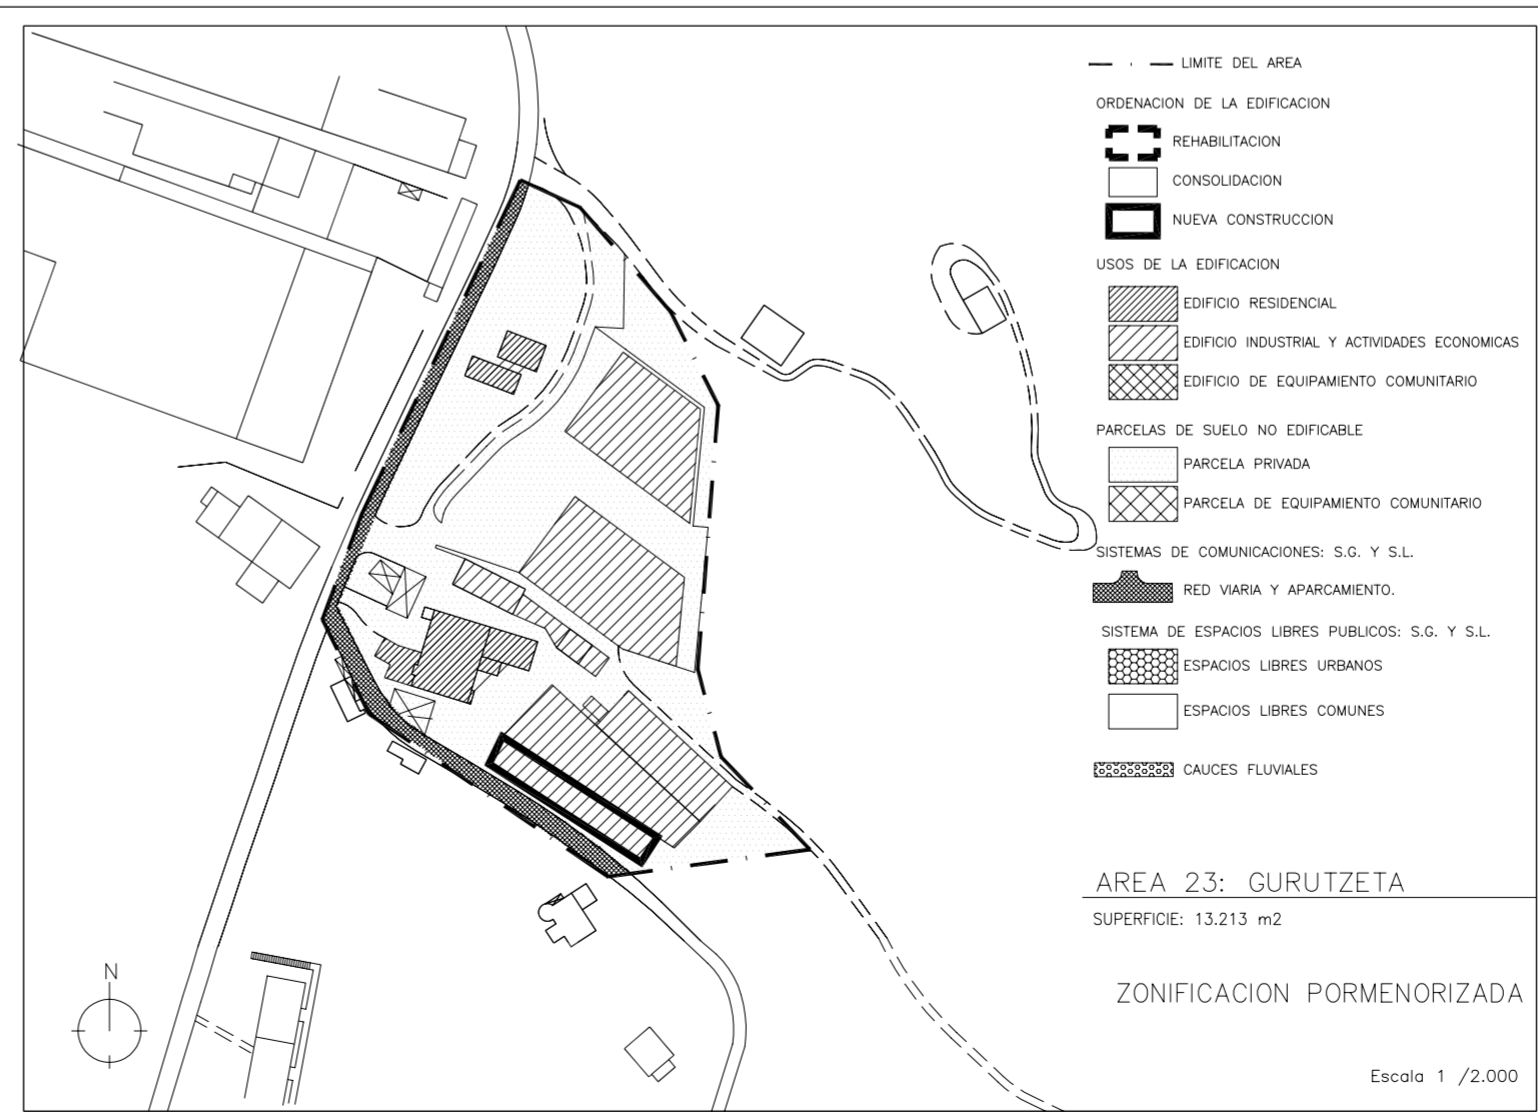 LIMITE DEL AREA
ORDENACION DE LA EDIFICACION
REHABILITACION
CONSOLIDACION
NUEVA CONSTRUCCION
USOS DE LA EDIFICACION
EDIFICIO RESIDENCIAL
EDIFICIO INDUSTRIAL Y ACTIVIDADES ECONOMICAS
EDIFICIO DE EQUIPAMIENTO COMUNITARIO
PARCELAS DE SUELO NO EDIFICABLE
PARCELA PRIVADA
PARCELA DE EQUIPAMIENTO COMUNITARIO
SISTEMAS DE COMUNICACIONES: S.G. Y S.L.
RED VIARIA Y APARCAMIENTO.
SISTEMA DE ESPACIOS LIBRES PUBLICOS: S.G. Y S.L.
ESPACIOS LIBRES URBANOS
ESPACIOS LIBRES COMUNES
CAUCES FLUVIALES
AREA 23: GURUTZETA
SUPERFICIE: 13.213 m2
ZONIFICACION PORMENORIZADA
Escala 1 /2.000
N